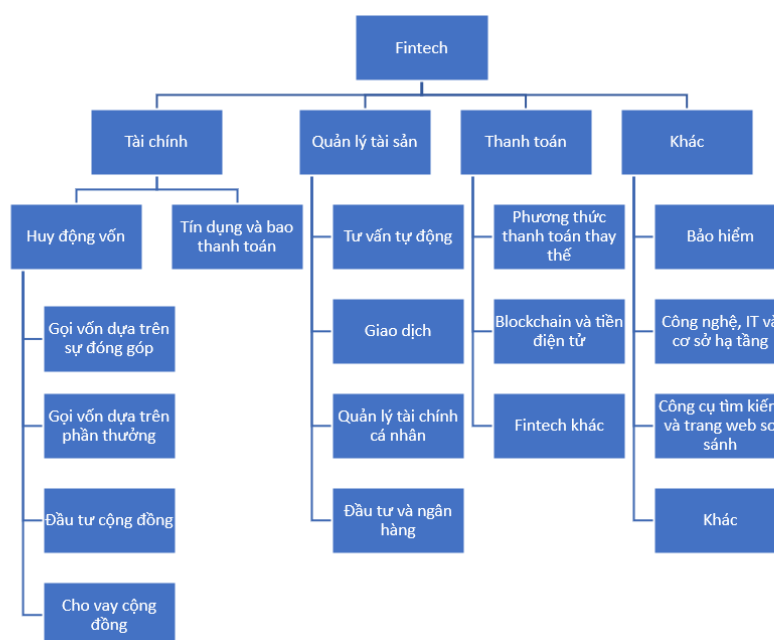 Fintech
Tài chính
Quản lý tài sản
Thanh toán
Khác
Huy động vốn
Tín dụng và bao
thanh toán
Gọi vốn dựa trên
sự đóng góp
Gọi vốn dựa trên
phần thưởng
Đầu tư cộng đồng
Cho vay cộng
đồng
Tư vấn tự động
Giao dịch
Quản lý tài chính
cá nhân
Đầu tư và ngân
hàng
Phương thức
thanh toán thay
thế
Blockchain và tiền
điện tử
Fintech khác
Bảo hiểm
Công nghệ, IT và
cơ sở hạ tầng
Công cụ tìm kiếm
và trang web so
sánh
Khác